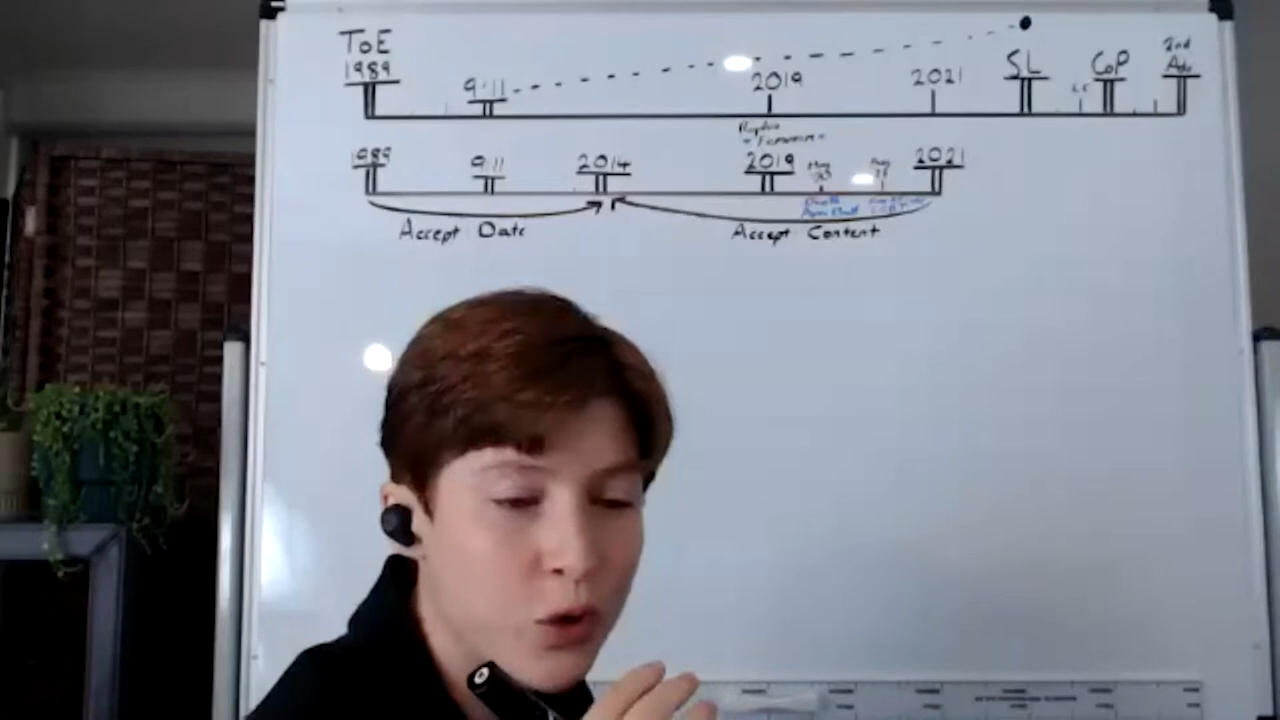 ToE
1989
9•11
2019
2021
SL
CoP
2nd
Adv
1989
9•11
2014
2019
2021
Accept Date
Accept Content